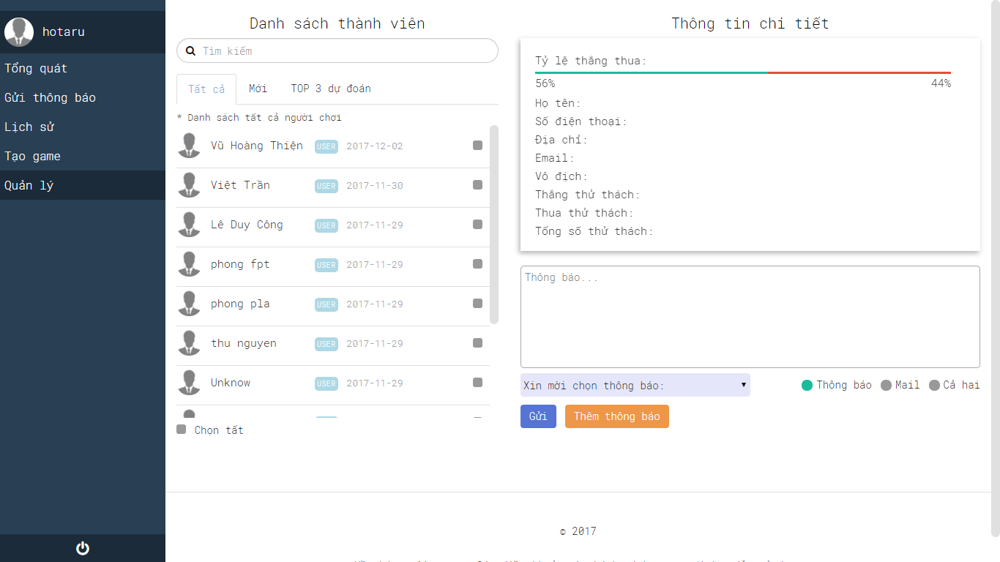 hotaru
Tổng quát
Gửi thông báo
Lịch sử
Tạo game
Quản lý
Danh sách thành viên
Tìm kiếm
Tất cả Mới TOP 3 dự đoán
* Danh sách tất cả người chơi
Vũ Hoàng Thiện USER 2017-12-02
Việt Trần USER 2017-11-30
Lê Duy Công USER 2017-11-29
phong fpt USER 2017-11-29
phong pla USER 2017-11-29
thu nguyen USER 2017-11-29
Unknow USER 2017-11-29
Chọn tất
Thông tin chi tiết
Tỷ lệ thắng thua:
56% 44%
Họ tên:
Số điện thoại:
Địa chỉ:
Email:
Vô địch:
Thắng thử thách:
Thua thử thách:
Tổng số thử thách:
Thông báo...
Xin mời chọn thông báo:
Thông báo Mail Cả hai
Gửi Thêm thông báo
© 2017